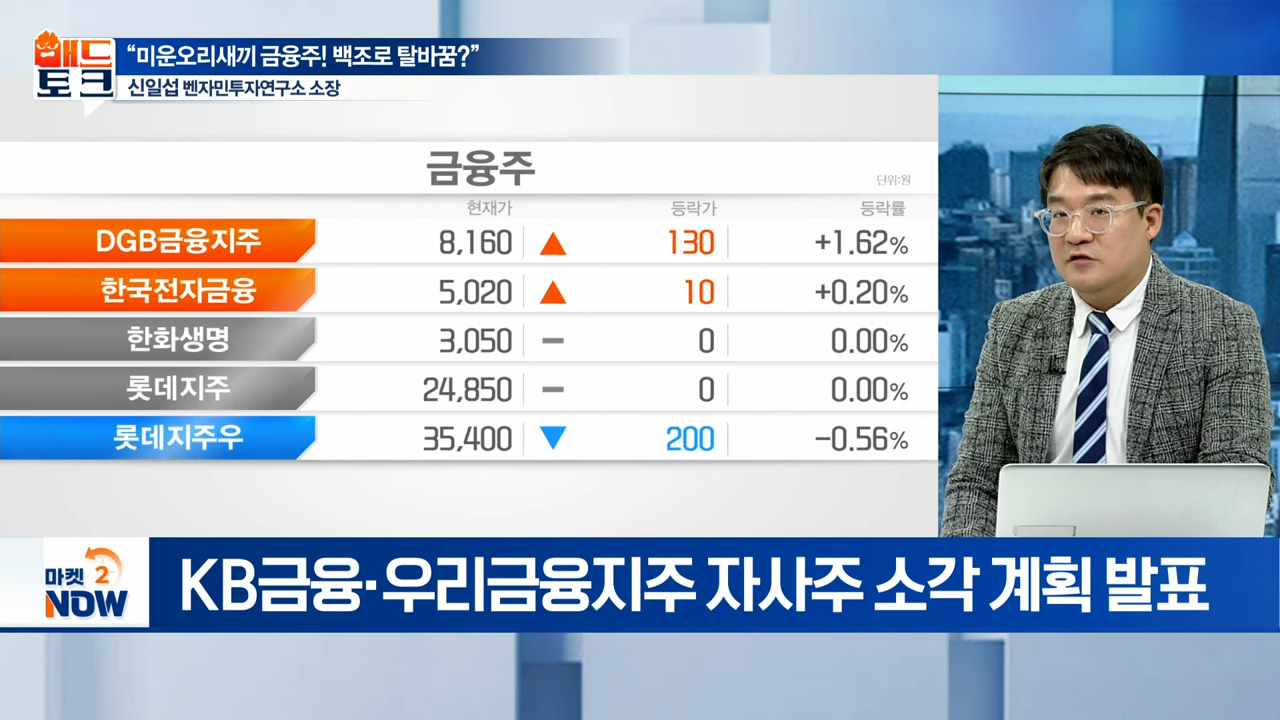 매드
토크
“미운오리새끼 금융주! 백조로 탈바꿈?”
신일섭 벤자민투자연구소 소장
금융주
단위:원
현재가 등락가 등락률
DGB금융지주 8,160 ▲ 130 +1.62%
한국전자금융 5,020 ▲ 10 +0.20%
한화생명 3,050 - 0 0.00%
롯데지주 24,850 - 0 0.00%
롯데지주우 35,400 ▼ 200 -0.56%
마켓 2
NOW
KB금융·우리금융지주 자사주 소각 계획 발표